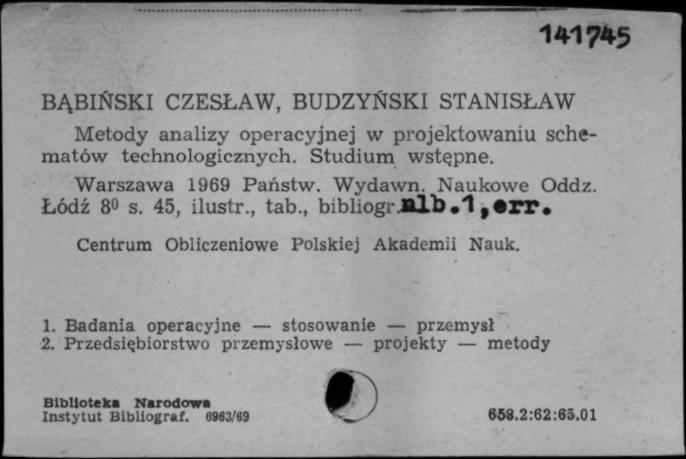 141745
BĄBIŃSKI CZESŁAW, BUDZYŃSKI STANISŁAW
Metody analizy operacyjnej w projektowaniu sche-
matów technologicznych. Studium wstępne.
Warszawa 1969 Państw. Wydawn. Naukowe Oddz.
Łódź 8⁰ s. 45, ilustr., tab., bibliogr. nlb.1, err.
Centrum Obliczeniowe Polskiej Akademii Nauk.
1. Badania operacyjne — stosowanie — przemysł
2. Przedsiębiorstwo przemysłowe — projekty — metody
Biblioteka Narodowa
Instytut Bibliograf. 6963/69
658.2:62:65.01